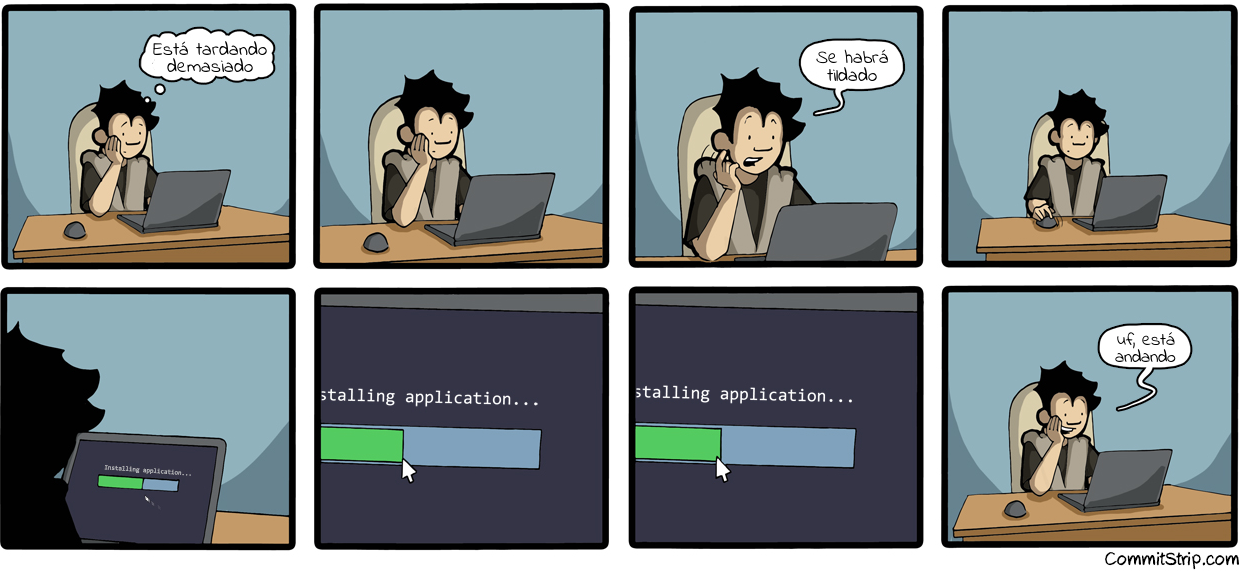 Está tardando
demasiado
Se habrá
tildado
Installing application...
stalling application...
stalling application...
uf, está
andando
CommitStrip.com